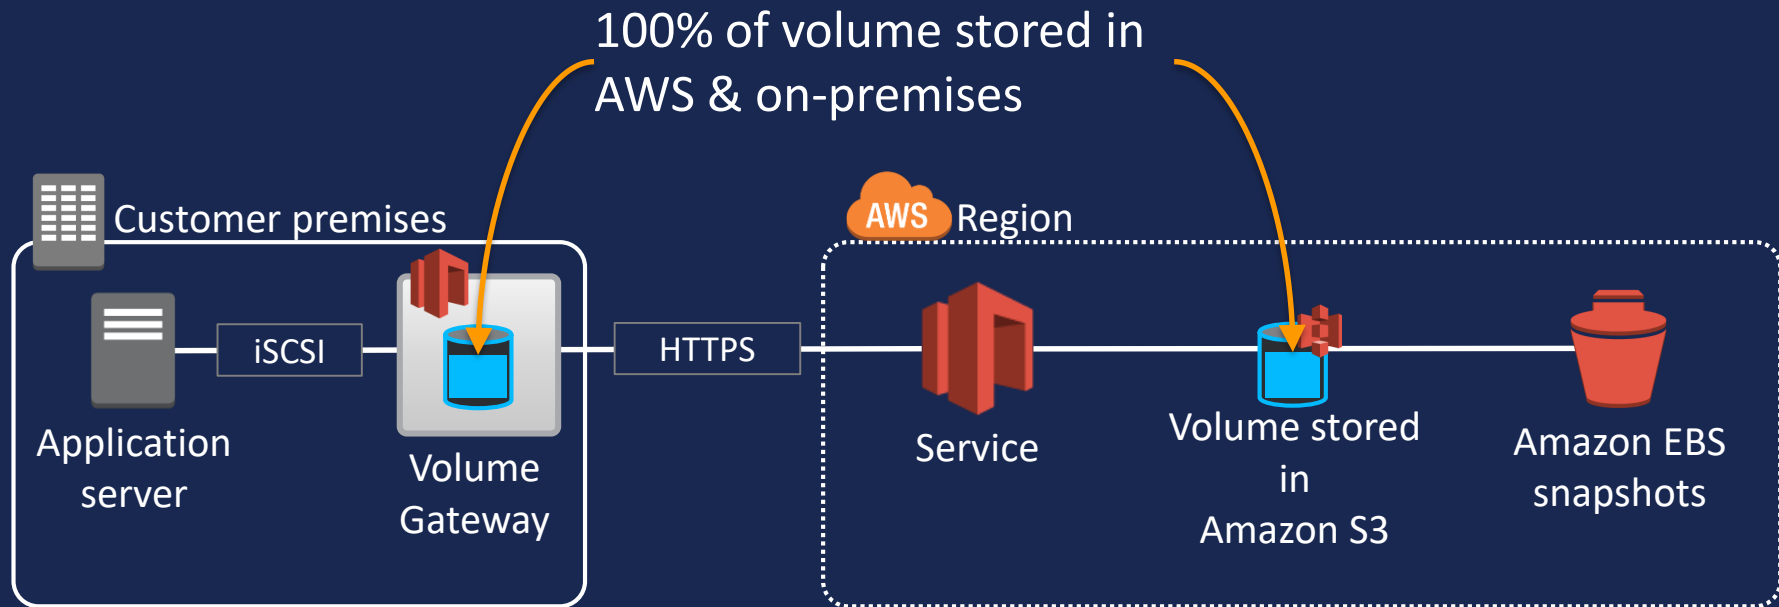 100% of volume stored in
AWS & on-premises
Customer premises
AWS
Region
iSCSI
HTTPS
Application
server
Volume
Gateway
Service
Volume stored
in
Amazon S3
Amazon EBS
snapshots